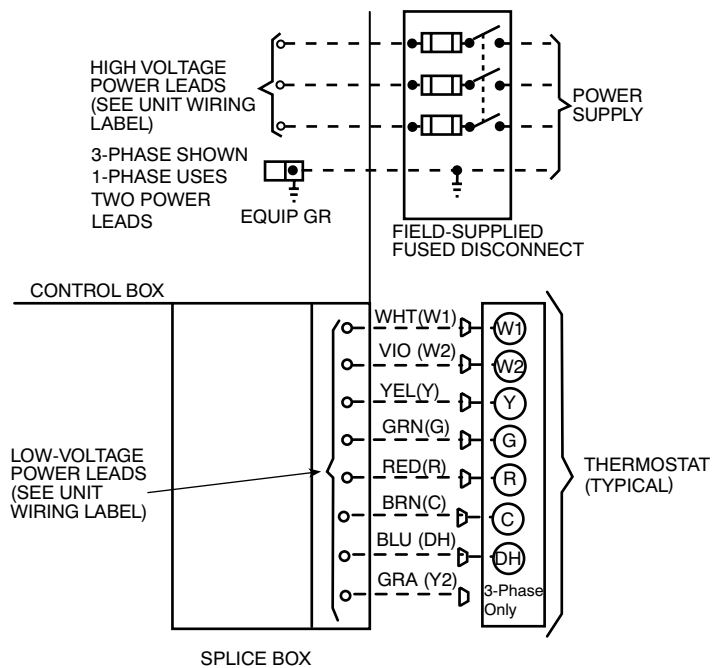 HIGH VOLTAGE
POWER LEADS
(SEE UNIT WIRING
LABEL)
POWER
SUPPLY
3-PHASE SHOWN
1-PHASE USES
TWO POWER
LEADS
EQUIP GR
FIELD-SUPPLIED
FUSED DISCONNECT
CONTROL BOX
WHT(W1)
W1
VIO (W2)
W2
YEL(Y)
Y
GRN(G)
G
RED(R)
R
BRN(C)
C
BLU (DH)
DH
GRA (Y2)
3-Phase
Only
LOW-VOLTAGE
POWER LEADS
(SEE UNIT
WIRING LABEL)
THERMOSTAT
(TYPICAL)
SPLICE BOX